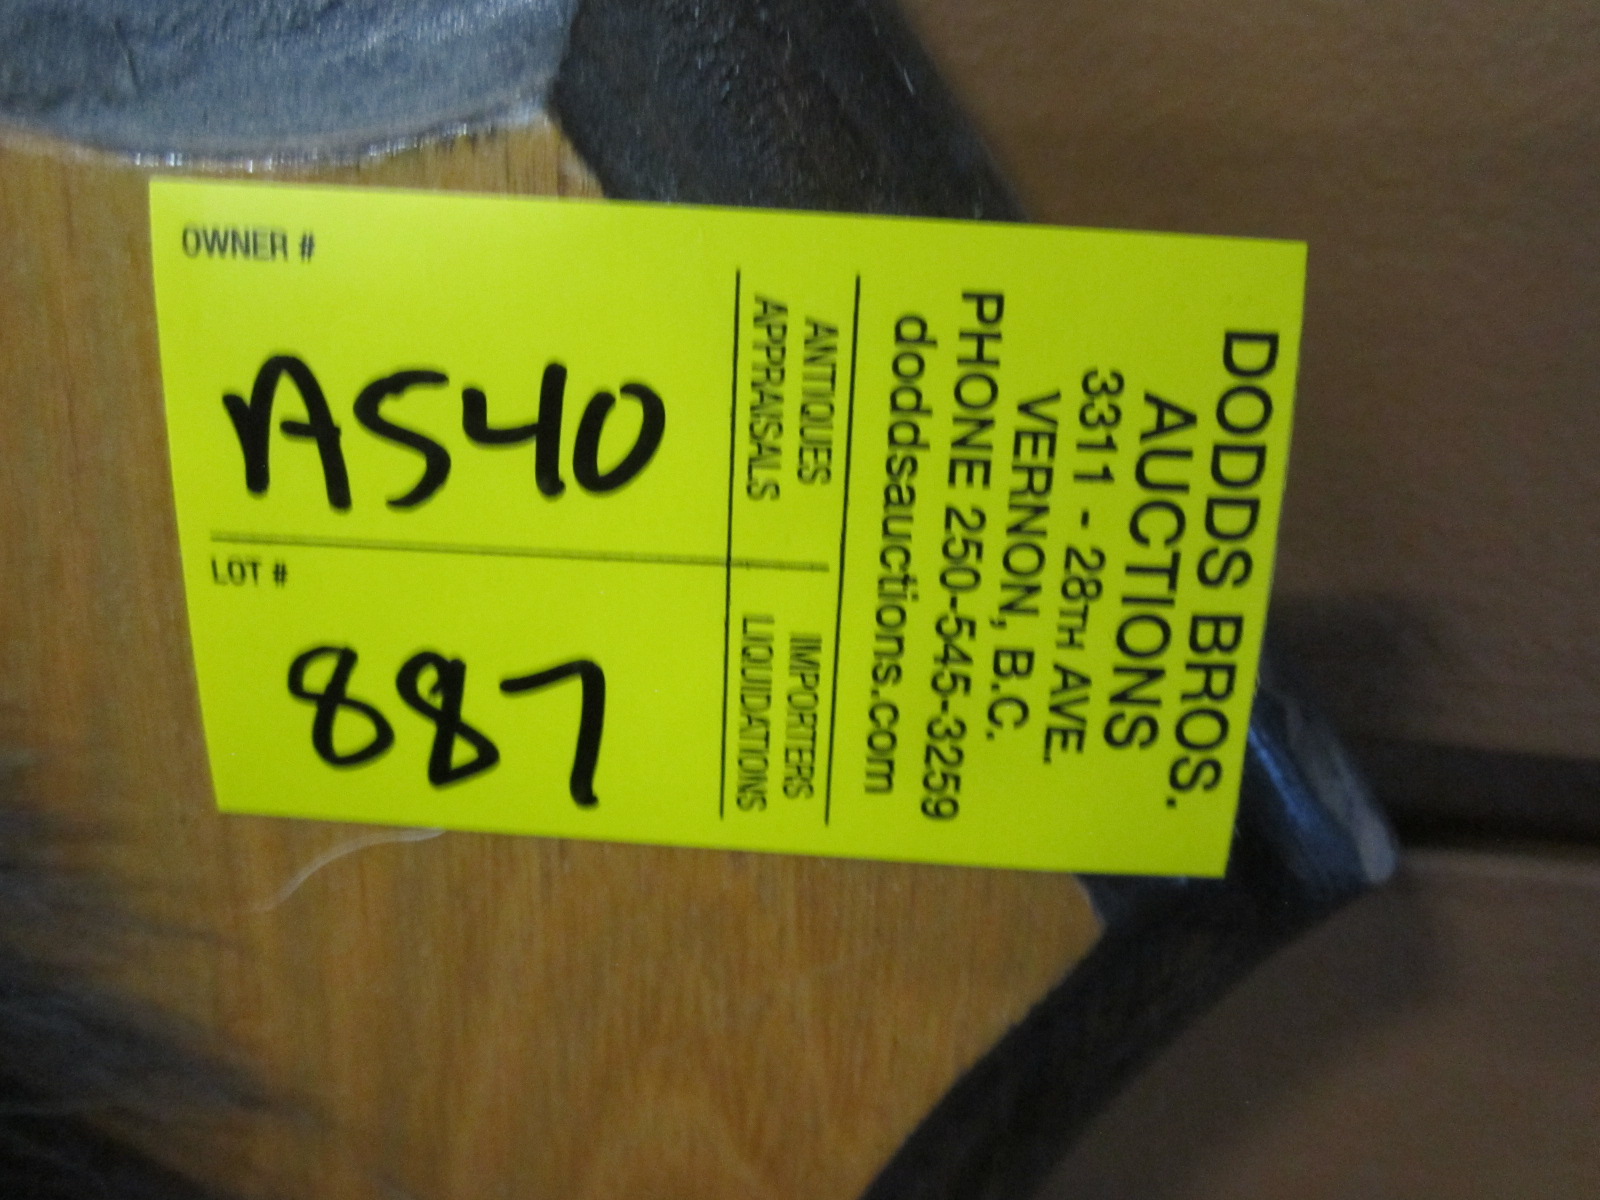 DODDS BROS.
AUCTIONS
3311 - 28TH AVE.
VERNON, B.C.
PHONE 250-545-3259
doddsauctions.com
ANTIQUES
APPRAISALS
IMPORTERS
LIQUIDATIONS
OWNER #
A540
LOT #
887